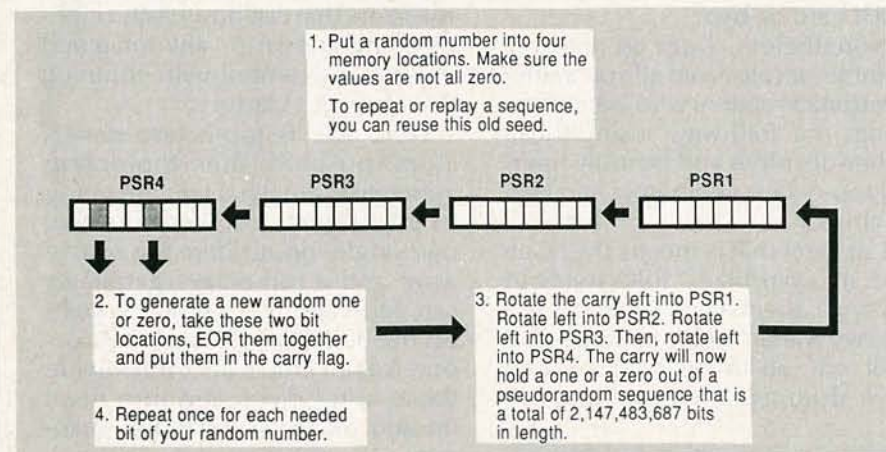 1. Put a random number into four
memory locations. Make sure the
values are not all zero.
To repeat or replay a sequence,
you can reuse this old seed.
PSR4 PSR3 PSR2 PSR1
2. To generate a new random one
or zero, take these two bit
locations, EOR them together
and put them in the carry flag.
3. Rotate the carry left into PSR1.
Rotate left into PSR2. Rotate
left into PSR3. Then, rotate left
into PSR4. The carry will now
hold a one or a zero out of a
pseudorandom sequence that is
a total of 2,147,483,687 bits
in length.
4. Repeat once for each needed
bit of your random number.